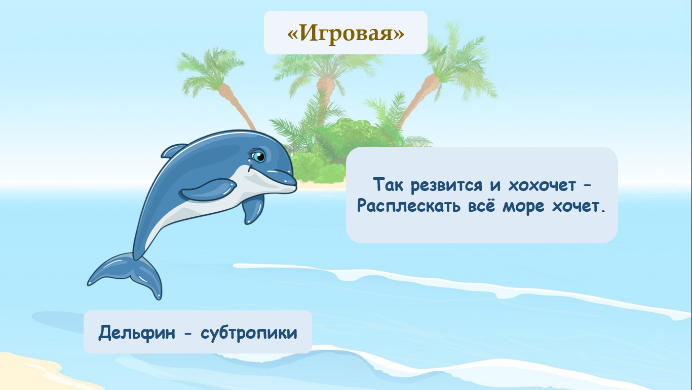 «Игровая»
Так резвится и хохочет –
Расплескать всё море хочет.
Дельфин - субтропики